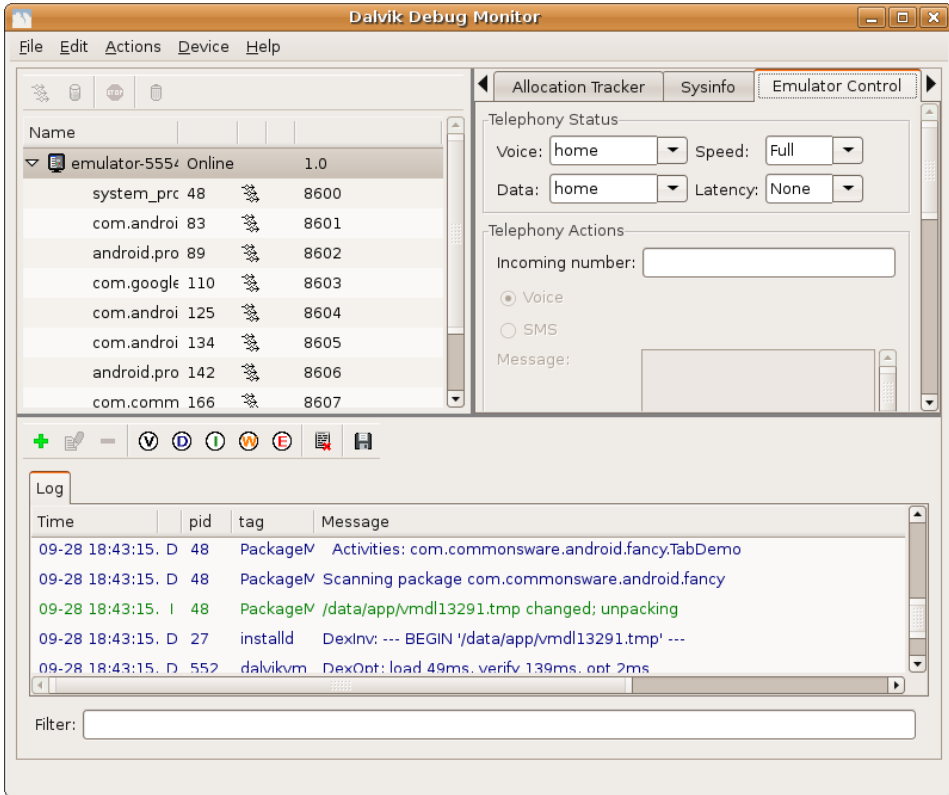 Dalvik Debug Monitor
File Edit Actions Device Help
Allocation Tracker Sysinfo Emulator Control
Name
emulator-5554 Online 1.0
system_prc 48 8600
com.androi 83 8601
android.pro 89 8602
com.google 110 8603
com.androi 125 8604
com.androi 134 8605
android.pro 142 8606
com.comm 166 8607
Telephony Status
Voice: home Speed: Full
Data: home Latency: None
Telephony Actions
Incoming number:
Voice
SMS
Message:
V D I W E
Log
Time pid tag Message
09-28 18:43:15. D 48 PackageM Activities: com.commonsware.android.fancy.TabDemo
09-28 18:43:15. D 48 PackageM Scanning package com.commonsware.android.fancy
09-28 18:43:15. I 48 PackageM /data/app/vmdl13291.tmp changed; unpacking
09-28 18:43:15. D 27 installd DexInv: --- BEGIN '/data/app/vmdl13291.tmp' ---
09-28 18:43:15. D 552 dalvikvm DexOpt: load 49ms, verify 139ms, opt 2ms
Filter: